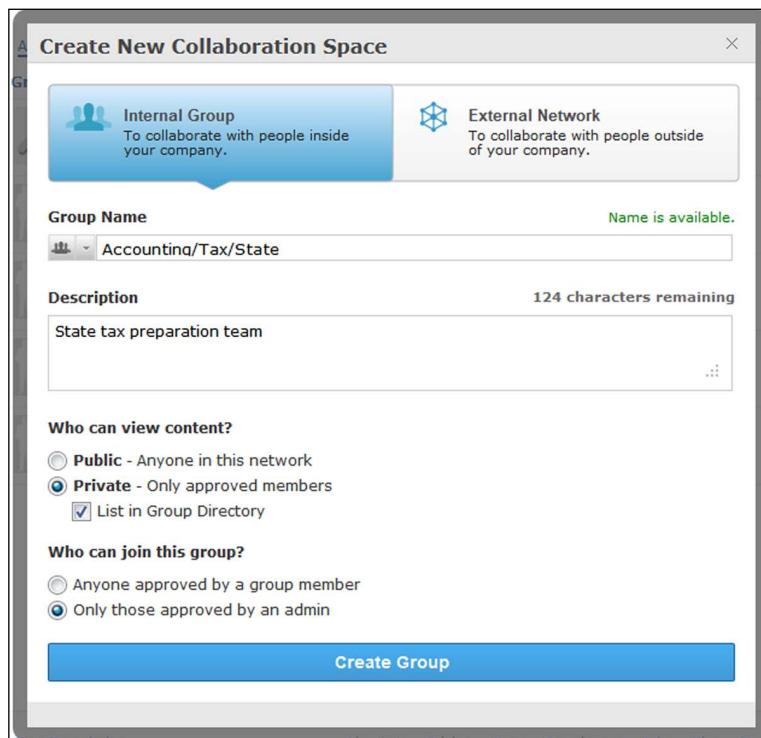 Create New Collaboration Space
Internal Group
To collaborate with people inside
your company.
External Network
To collaborate with people outside
of your company.
Group Name
Name is available.
Accounting/Tax/State
Description
124 characters remaining
State tax preparation team
Who can view content?
Public - Anyone in this network
Private - Only approved members
List in Group Directory
Who can join this group?
Anyone approved by a group member
Only those approved by an admin
Create Group